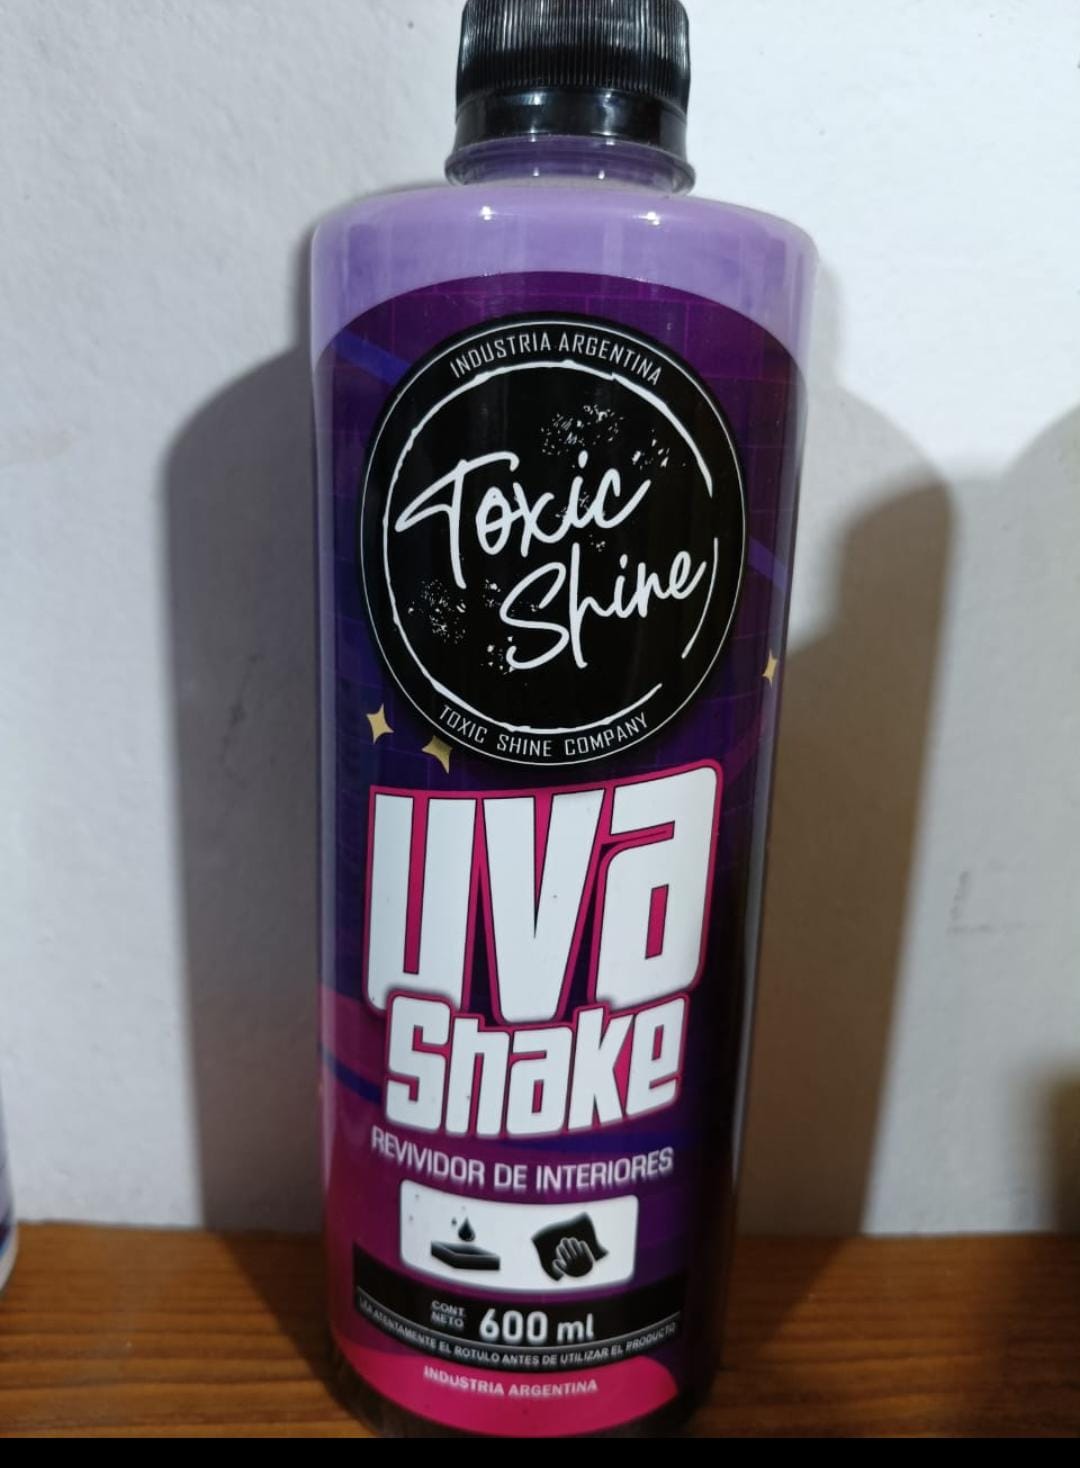 INDUSTRIA ARGENTINA
Toxic
Shine
TOXIC SHINE COMPANY
uva
Shake
REVIVIDOR DE INTERIORES
CONT.
NETO
600 ml
LEA ATENTAMENTE EL ROTULO ANTES DE UTILIZAR EL PRODUCTO
INDUSTRIA ARGENTINA